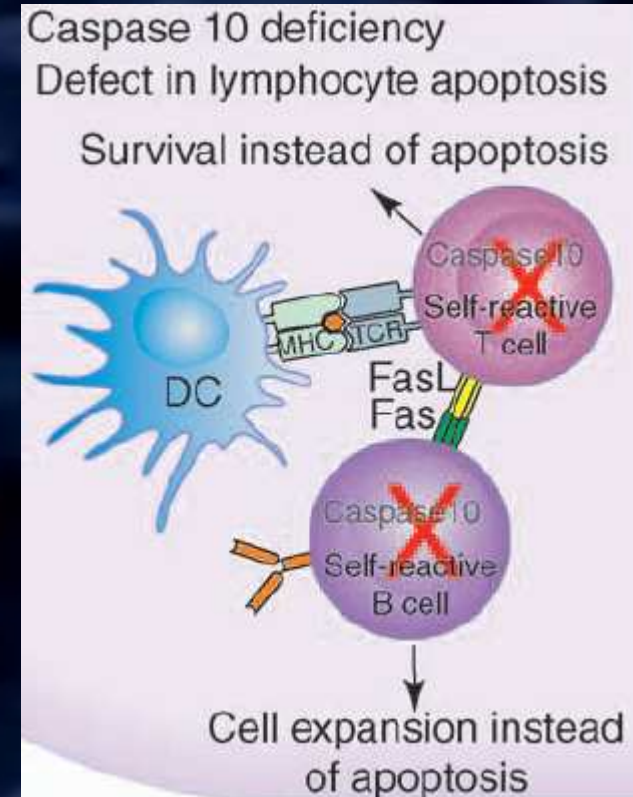 Caspase 10 deficiency
Defect in lymphocyte apoptosis
Survival instead of apoptosis
Caspase10
Self-reactive
T cell
MHC TCR
DC
FasL
Fas
Caspase10
Self-reactive
B cell
Cell expansion instead
of apoptosis